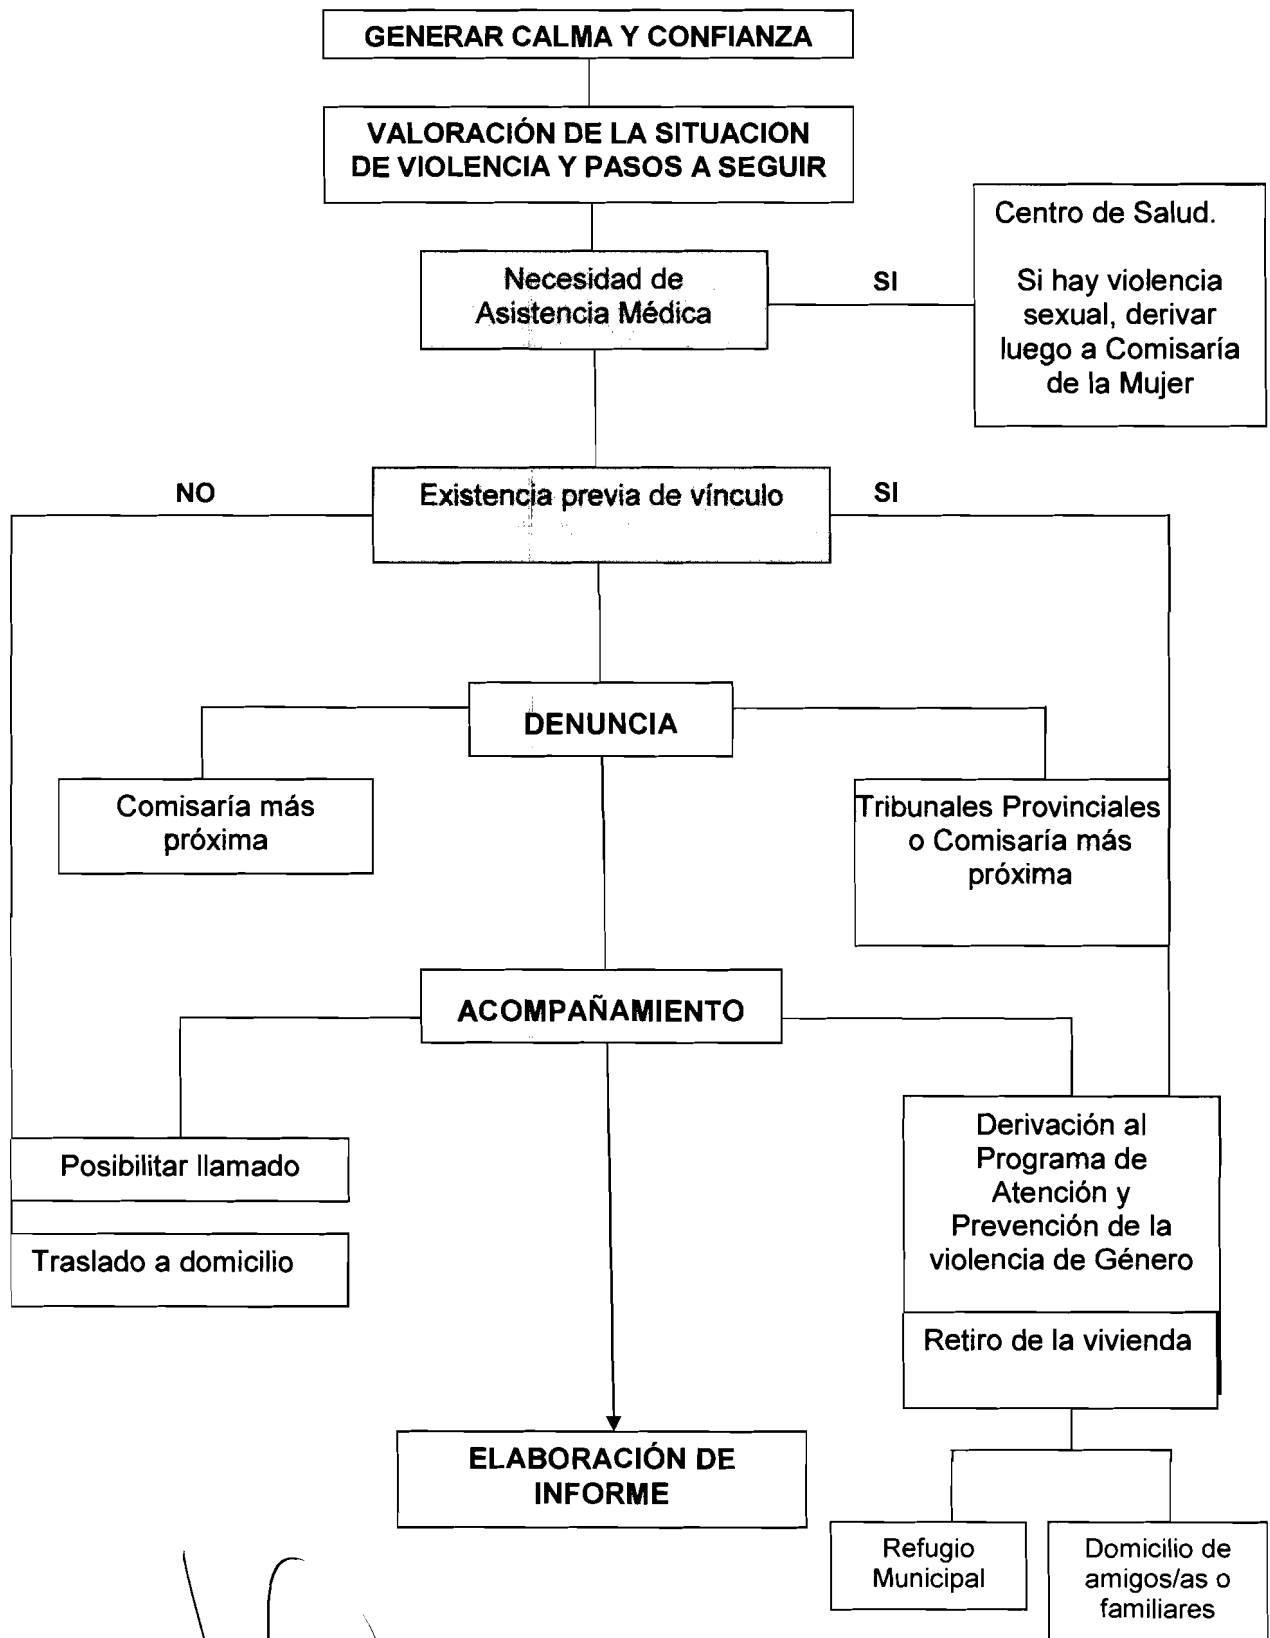 GENERAR CALMA Y CONFIANZA
VALORACIÓN DE LA SITUACION
DE VIOLENCIA Y PASOS A SEGUIR
Centro de Salud.
Si hay violencia
sexual, derivar
luego a Comisaría
de la Mujer
Necesidad de
Asistencia Médica
SI
NO
Existencia previa de vínculo
SI
DENUNCIA
Comisaría más
próxima
Tribunales Provinciales
o Comisaría más
próxima
ACOMPAÑAMIENTO
Posibilitar llamado
Traslado a domicilio
Derivación al
Programa de
Atención y
Prevención de la
violencia de Género
Retiro de la vivienda
ELABORACIÓN DE
INFORME
Refugio
Municipal
Domicilio de
amigos/as o
familiares